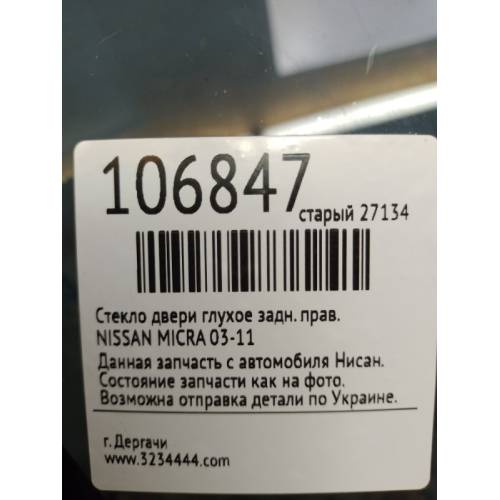 106847 старый 27134
Стекло двери глухое задн. прав.
NISSAN MICRA 03-11
Данная запчасть с автомобиля Нисан.
Состояние запчасти как на фото.
Возможна отправка детали по Украине.
г. Дергачи
www.3234444.com